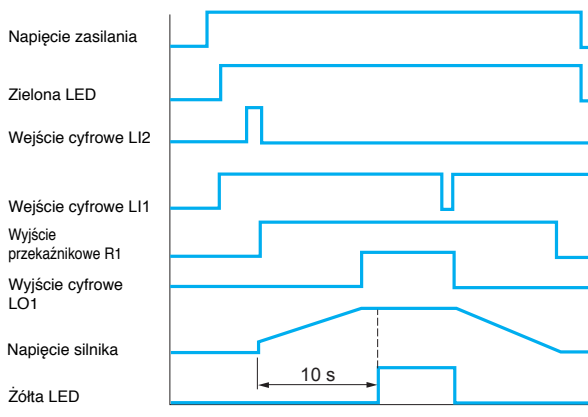 Napięcie zasilania
Zielona LED
Wejście cyfrowe LI2
Wejście cyfrowe LI1
Wyjście
przekaźnikowe R1
Wyjście cyfrowe
LO1
Napięcie silnika
10 s
Żółta LED